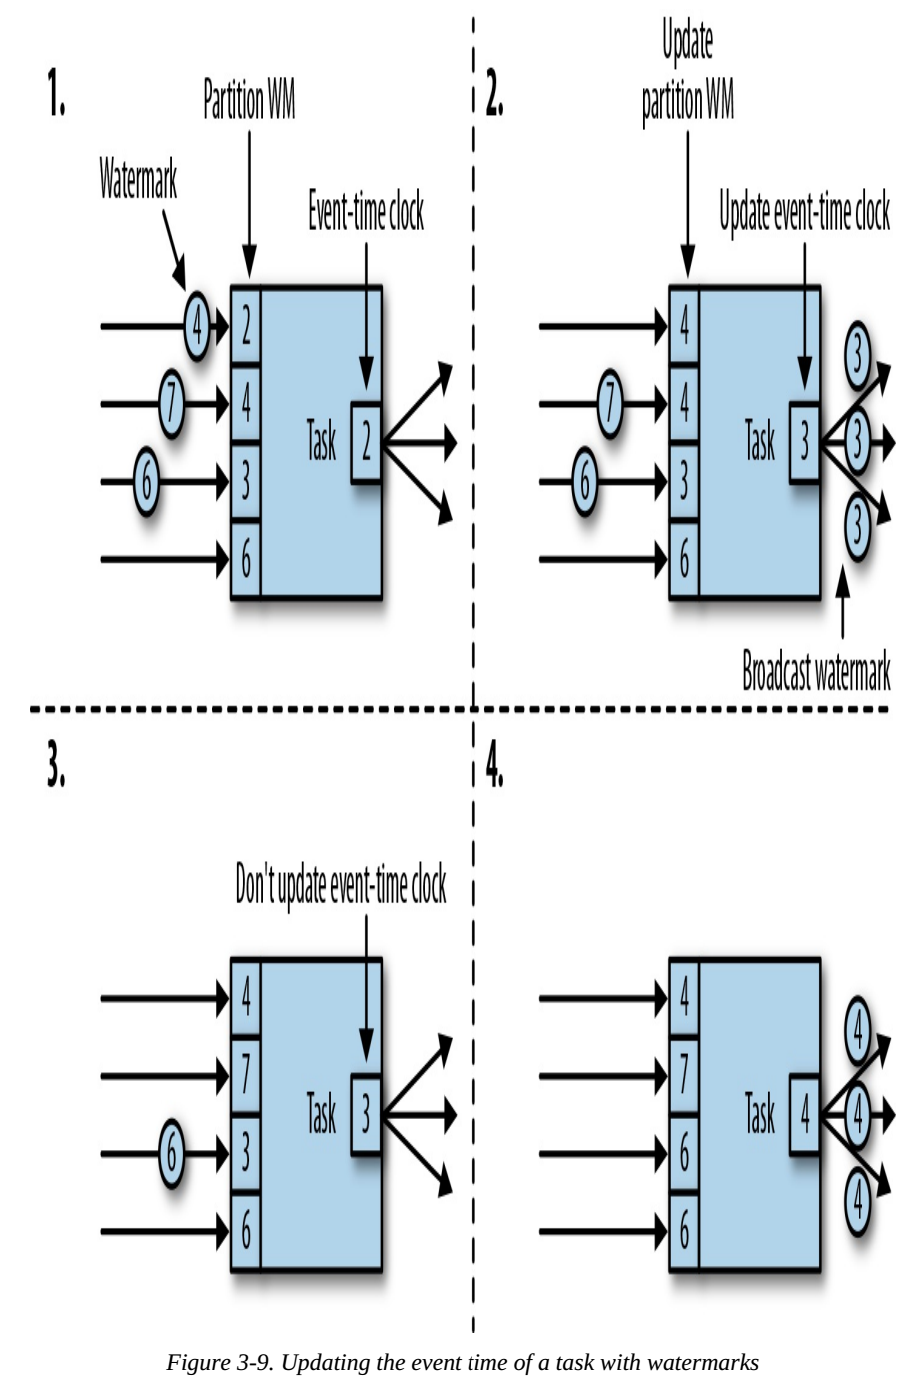 1.
Partition WM
Watermark
Event-time clock
4
2
7
4
6
3
6
Task
2
2.
Update
partition WM
Update event-time clock
4
7
4
6
3
6
Task
3
3
3
3
Broadcast watermark
3.
Don't update event-time clock
4
7
6
3
6
Task
3
4.
4
7
6
6
Task
4
4
4
4
Figure 3-9. Updating the event time of a task with watermarks